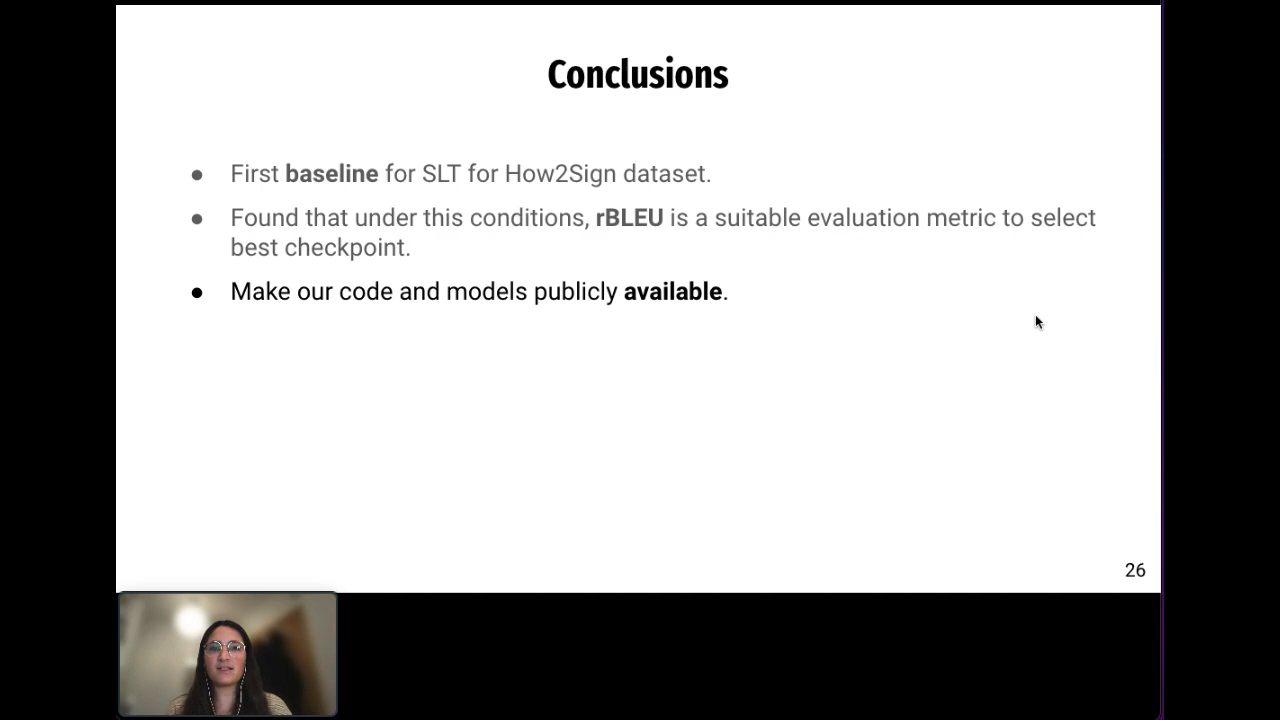 Conclusions
● First baseline for SLT for How2Sign dataset.
● Found that under this conditions, rBLEU is a suitable evaluation metric to select
best checkpoint.
● Make our code and models publicly available.
26